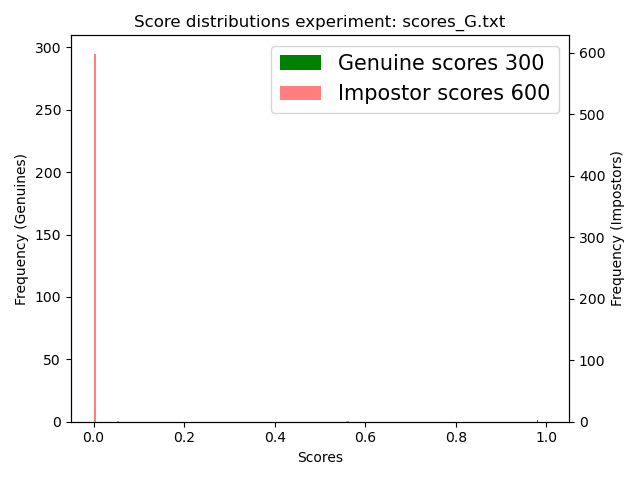 Score distributions experiment: scores_G.txt
Genuine scores 300
Impostor scores 600
Frequency (Genuines)
300
250
200
150
100
50
0
Frequency (Impostors)
600
500
400
300
200
100
0
0.0 0.2 0.4 0.6 0.8 1.0
Scores